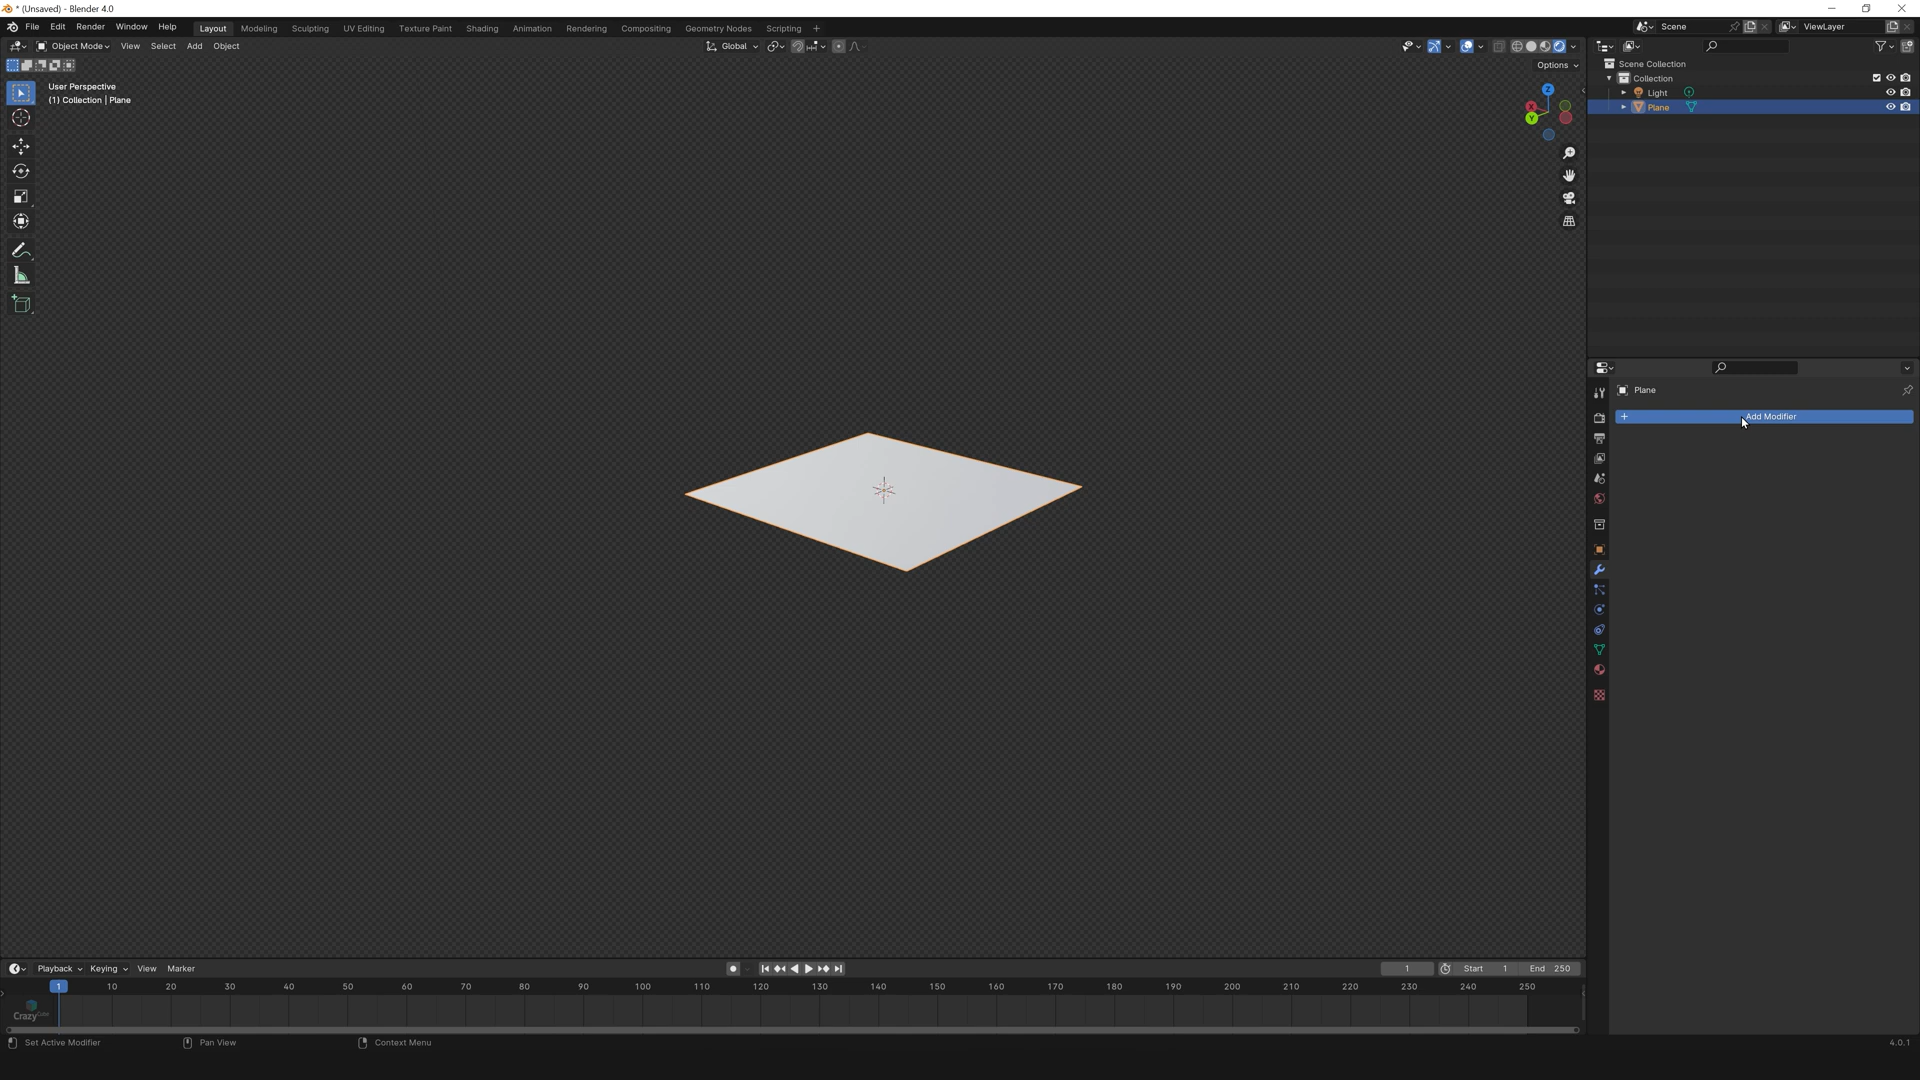 * (Unsaved) - Blender 4.0
File Edit Render Window Help Layout Modeling Sculpting UV Editing Texture Paint Shading Animation Rendering Compositing Geometry Nodes Scripting + Scene ViewLayer
Object Mode View Select Add Object Global
Options
User Perspective
(1) Collection | Plane
Z
X
Y
Scene Collection
Collection
Light
Plane
Plane
+ Add Modifier
Playback Keying View Marker 1 Start 1 End 250
1 10 20 30 40 50 60 70 80 90 100 110 120 130 140 150 160 170 180 190 200 210 220 230 240 250
CrazyCube
Set Active Modifier Pan View Context Menu 4.0.1